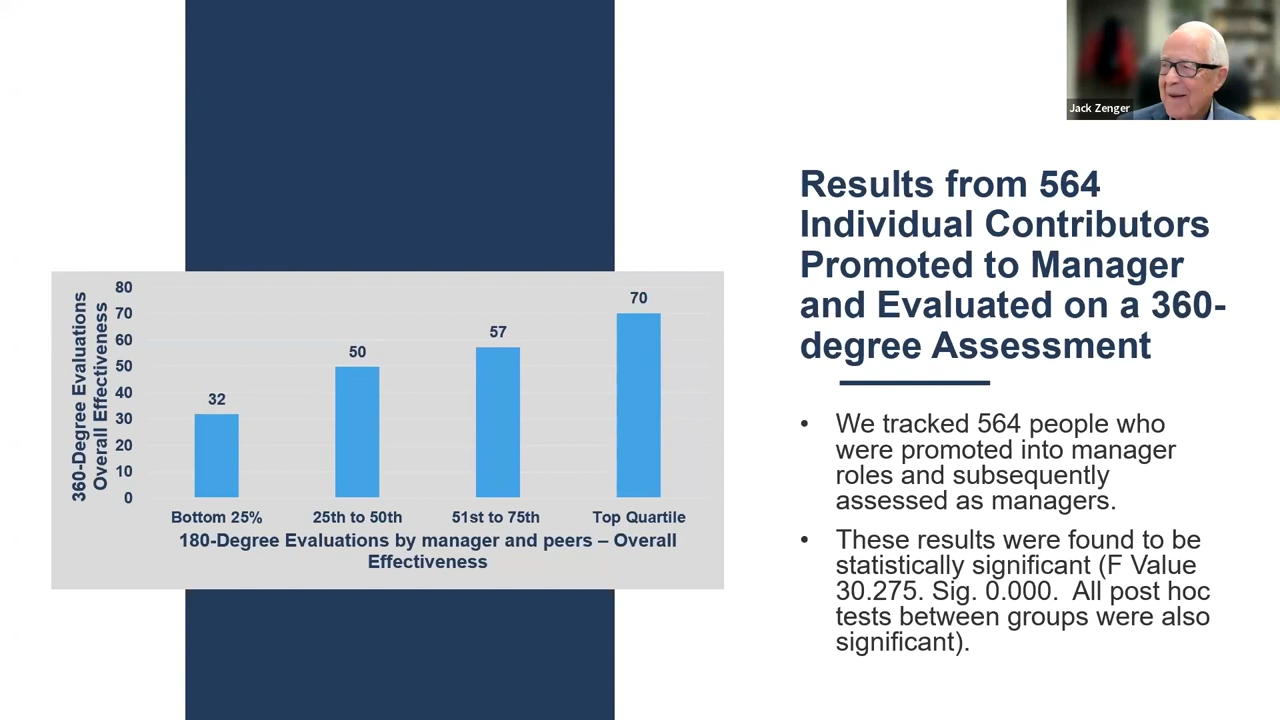 Jack Zenger
Results from 564
Individual Contributors
Promoted to Manager
and Evaluated on a 360-
degree Assessment
• We tracked 564 people who
were promoted into manager
roles and subsequently
assessed as managers.
• These results were found to be
statistically significant (F Value
30.275. Sig. 0.000.  All post hoc
tests between groups were also
significant).
360-Degree Evaluations
Overall Effectiveness
80
70
60
50
40
30
20
10
0
32
50
57
70
Bottom 25%
25th to 50th
51st to 75th
Top Quartile
180-Degree Evaluations by manager and peers – Overall
Effectiveness